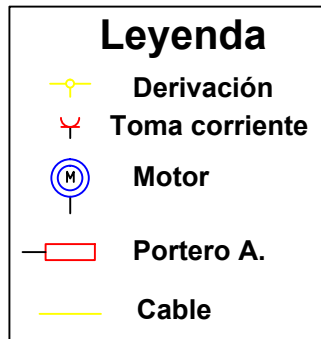 Leyenda
Derivación
Toma corriente
M Motor
Portero A.
Cable